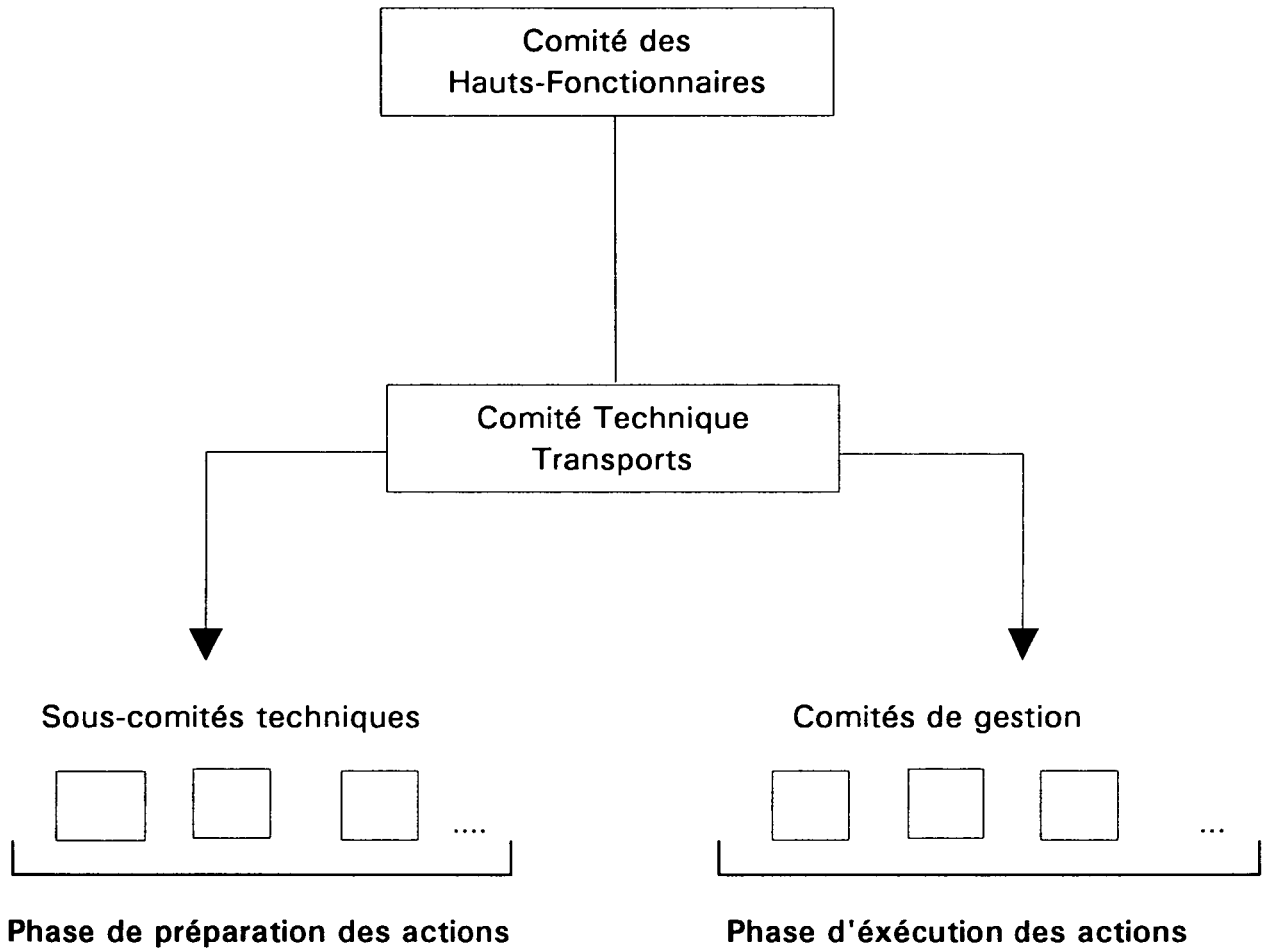 Comité des
Hauts-Fonctionnaires
Comité Technique
Transports
Sous-comités techniques
Comités de gestion
....
...
Phase de préparation des actions
Phase d'éxécution des actions